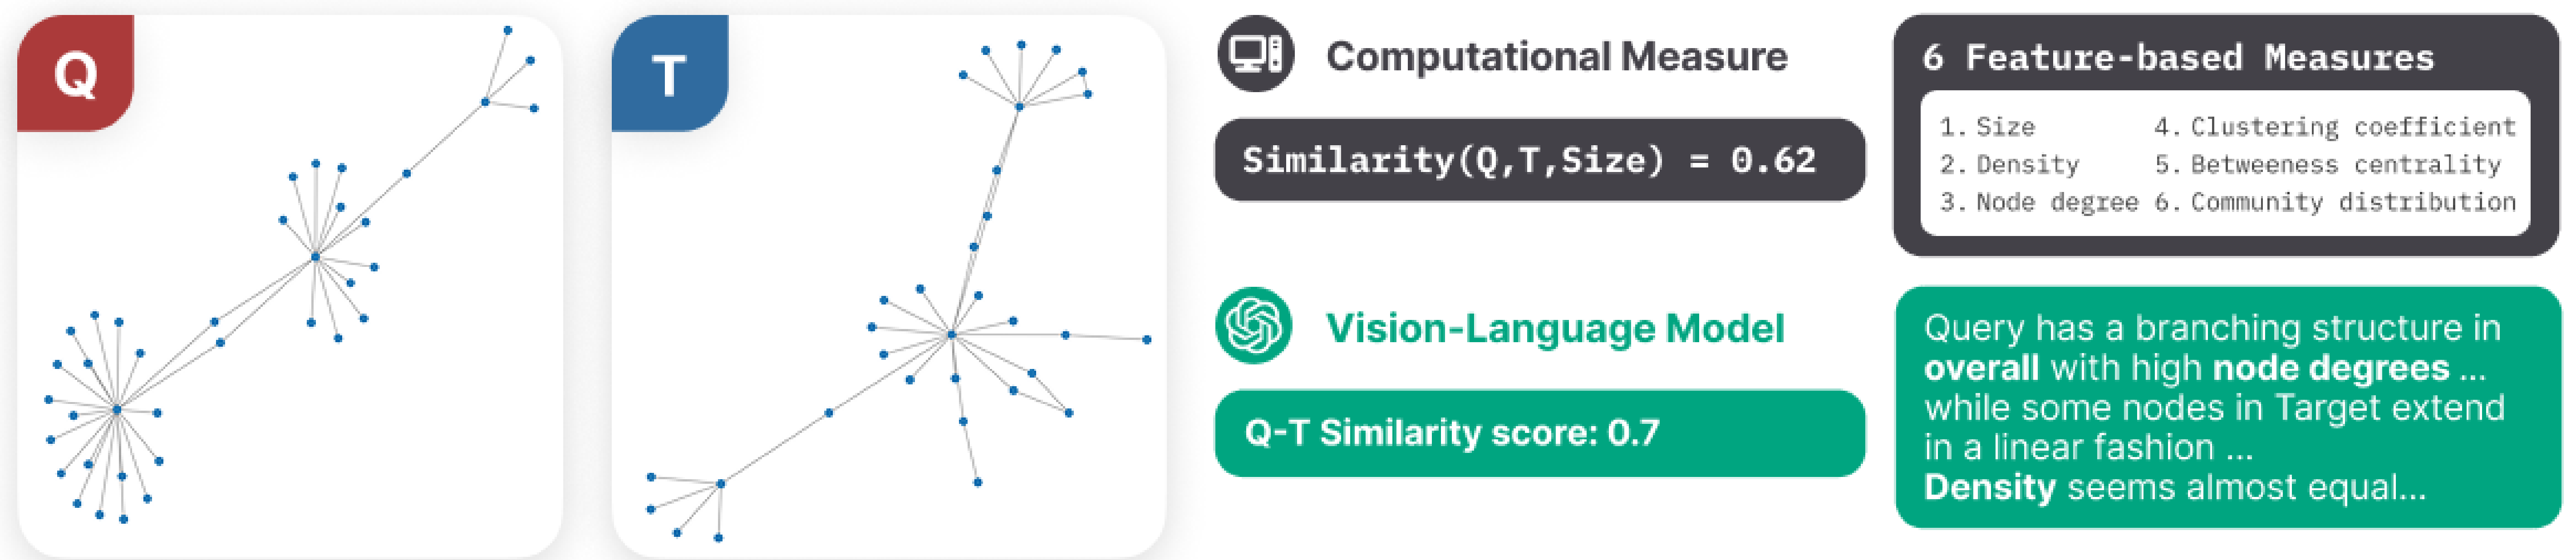 Q
T
Computational Measure
Similarity(Q,T,Size) = 0.62
Vision-Language Model
Q-T Similarity score: 0.7
6 Feature-based Measures
1. Size
2. Density
3. Node degree
4. Clustering coefficient
5. Betweeness centrality
6. Community distribution
Query has a branching structure in
overall with high node degrees ...
while some nodes in Target extend
in a linear fashion ...
Density seems almost equal...